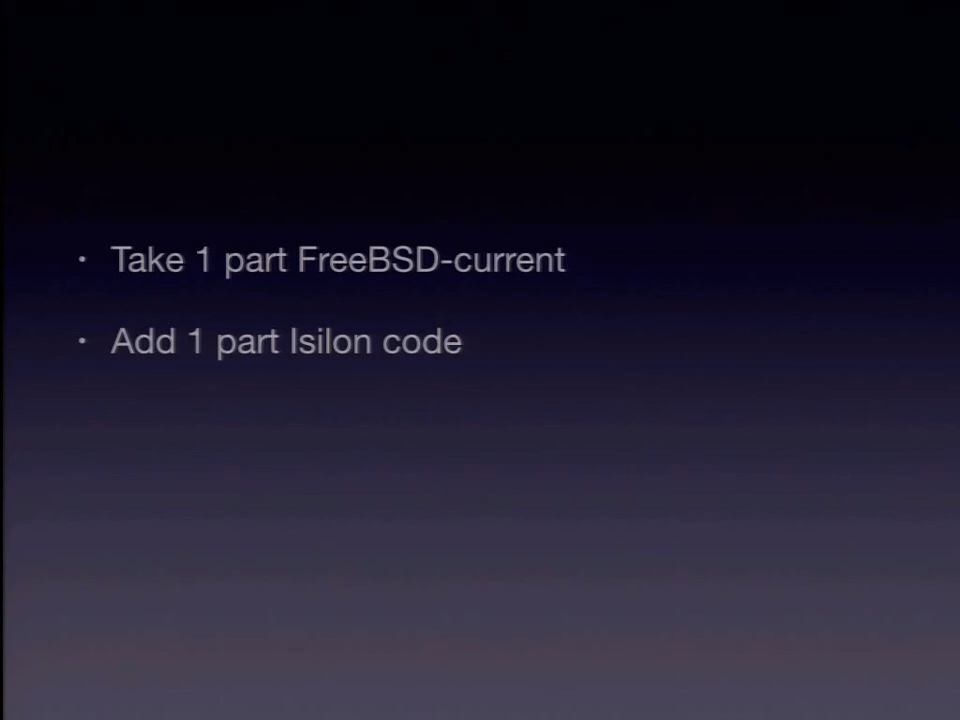 • Take 1 part FreeBSD-current
• Add 1 part Isilon code